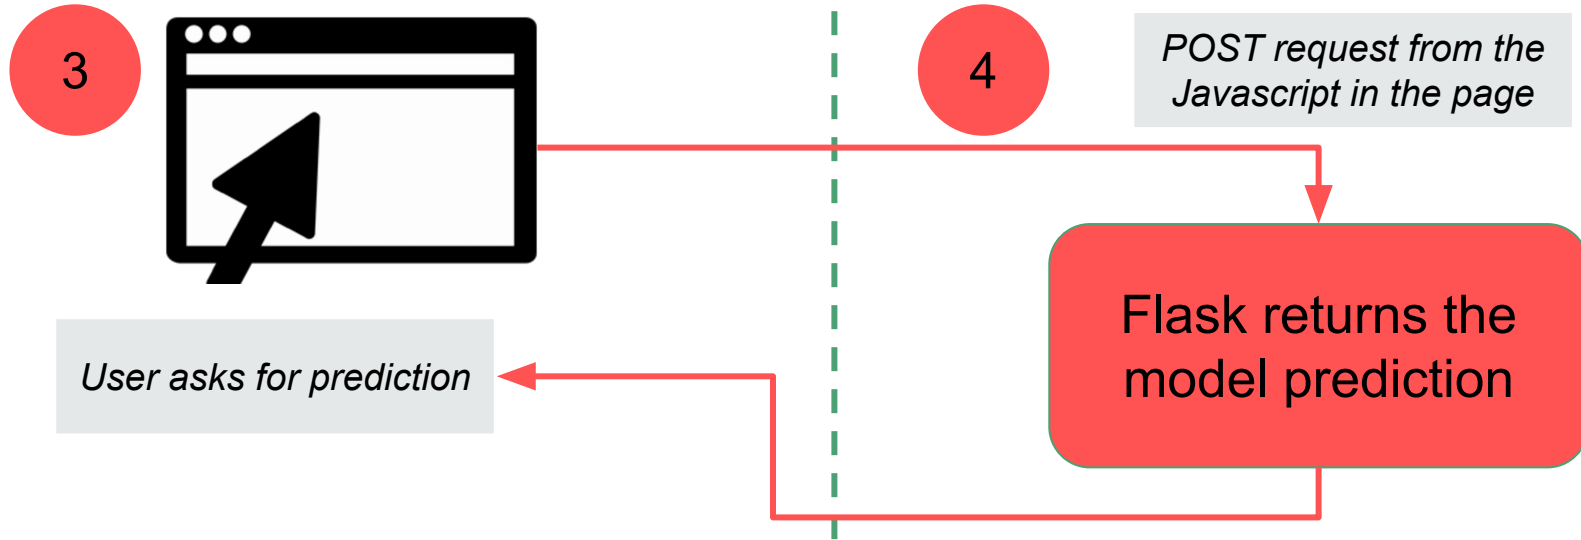 3
User asks for prediction
4
POST request from the
Javascript in the page
Flask returns the
model prediction